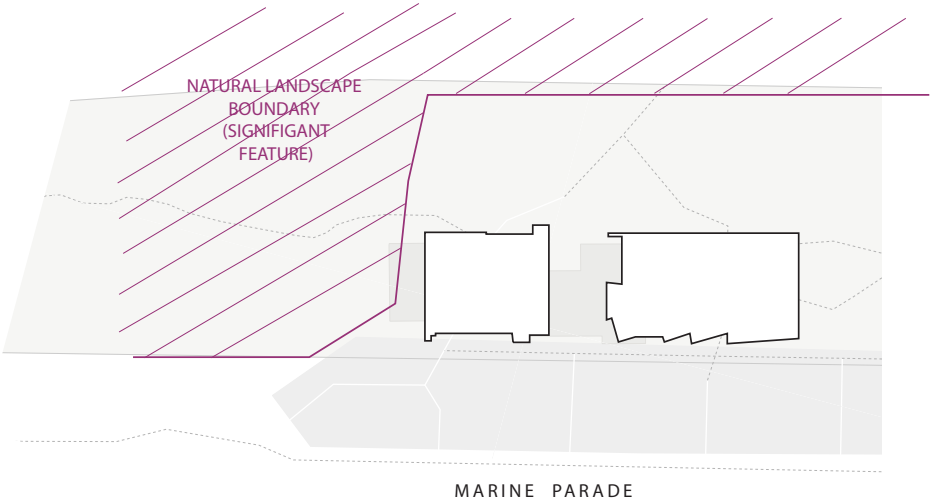 NATURAL LANDSCAPE
BOUNDARY
(SIGNIFIGANT
FEATURE)
MARINE PARADE